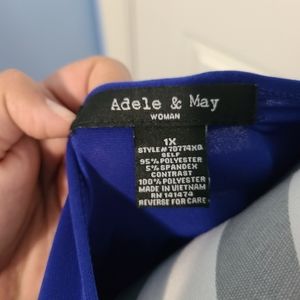 Adele & May
WOMAN
1X
STYLE# 70774XQ
SELF
95% POLYESTER
5% SPANDEX
CONTRAST
100% POLYESTER
MADE IN VIETNAM
RN 141474
REVERSE FOR CARE